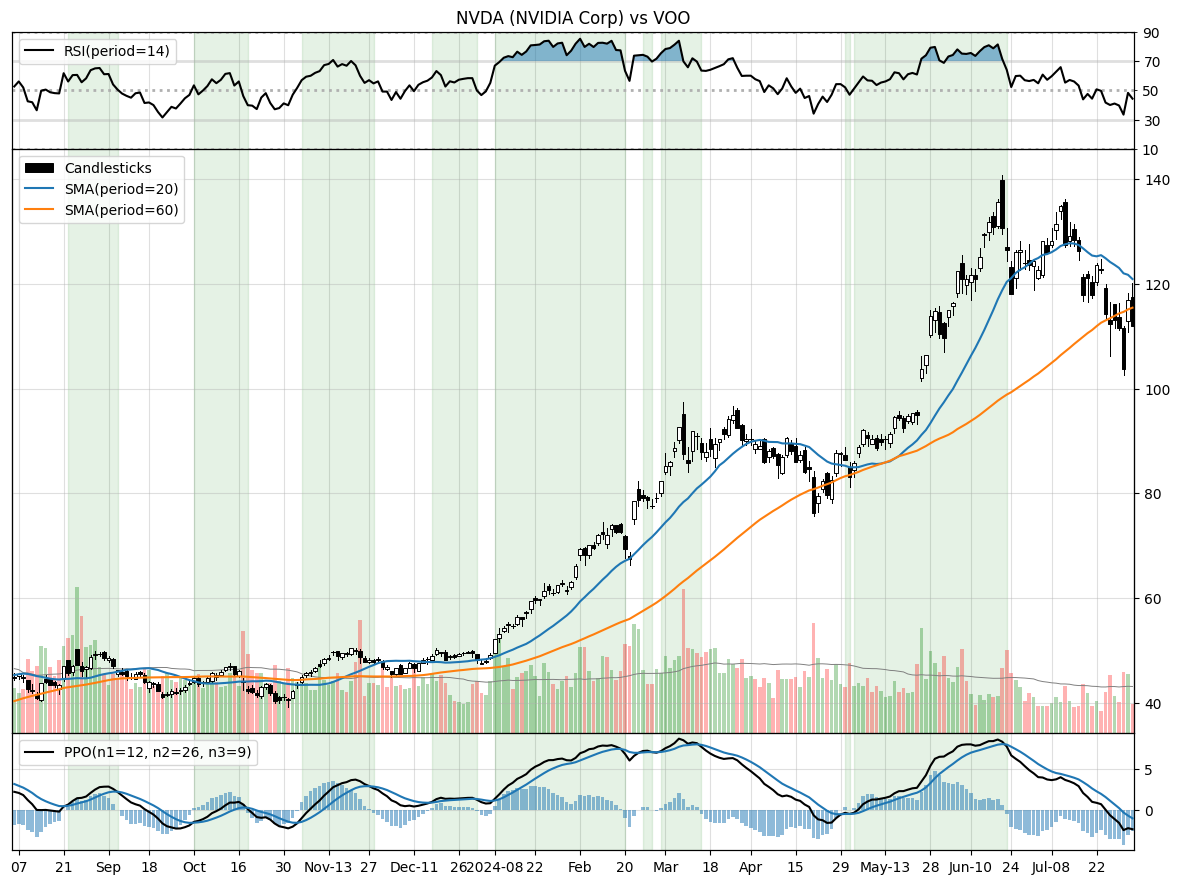 NVDA (NVIDIA Corp) vs VOO
RSI(period=14)
90
70
50
30
10
Candlesticks
SMA(period=20)
SMA(period=60)
140
120
100
80
60
40
PPO(n1=12, n2=26, n3=9)
5
0
07 21 Sep 18 Oct 16 30 Nov-13 27 Dec-11 26 2024-08 22 Feb 20 Mar 18 Apr 15 29 May-13 28 Jun-10 24 Jul-08 22